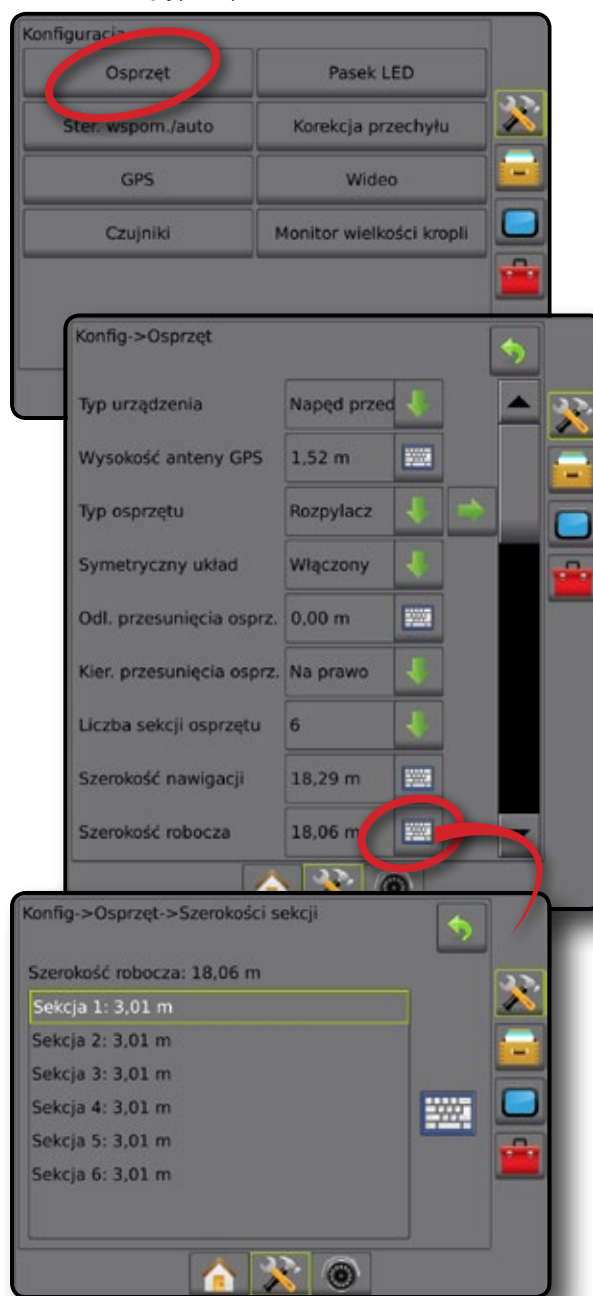 Konfiguracja
Osprzęt
Pasek LED
Ster. wspom./auto
Korekcja przechyłu
GPS
Wideo
Czujniki
Monitor wielkości kropli
Konfig->Osprzęt
Typ urządzenia Napęd przed
Wysokość anteny GPS 1,52 m
Typ osprzętu Rozpylacz
Symetryczny układ Włączony
Odl. przesunięcia osprz. 0,00 m
Kier. przesunięcia osprz. Na prawo
Liczba sekcji osprzętu 6
Szerokość nawigacji 18,29 m
Szerokość robocza 18,06 m
Konfig->Osprzęt->Szerokości sekcji
Szerokość robocza: 18,06 m
Sekcja 1: 3,01 m
Sekcja 2: 3,01 m
Sekcja 3: 3,01 m
Sekcja 4: 3,01 m
Sekcja 5: 3,01 m
Sekcja 6: 3,01 m